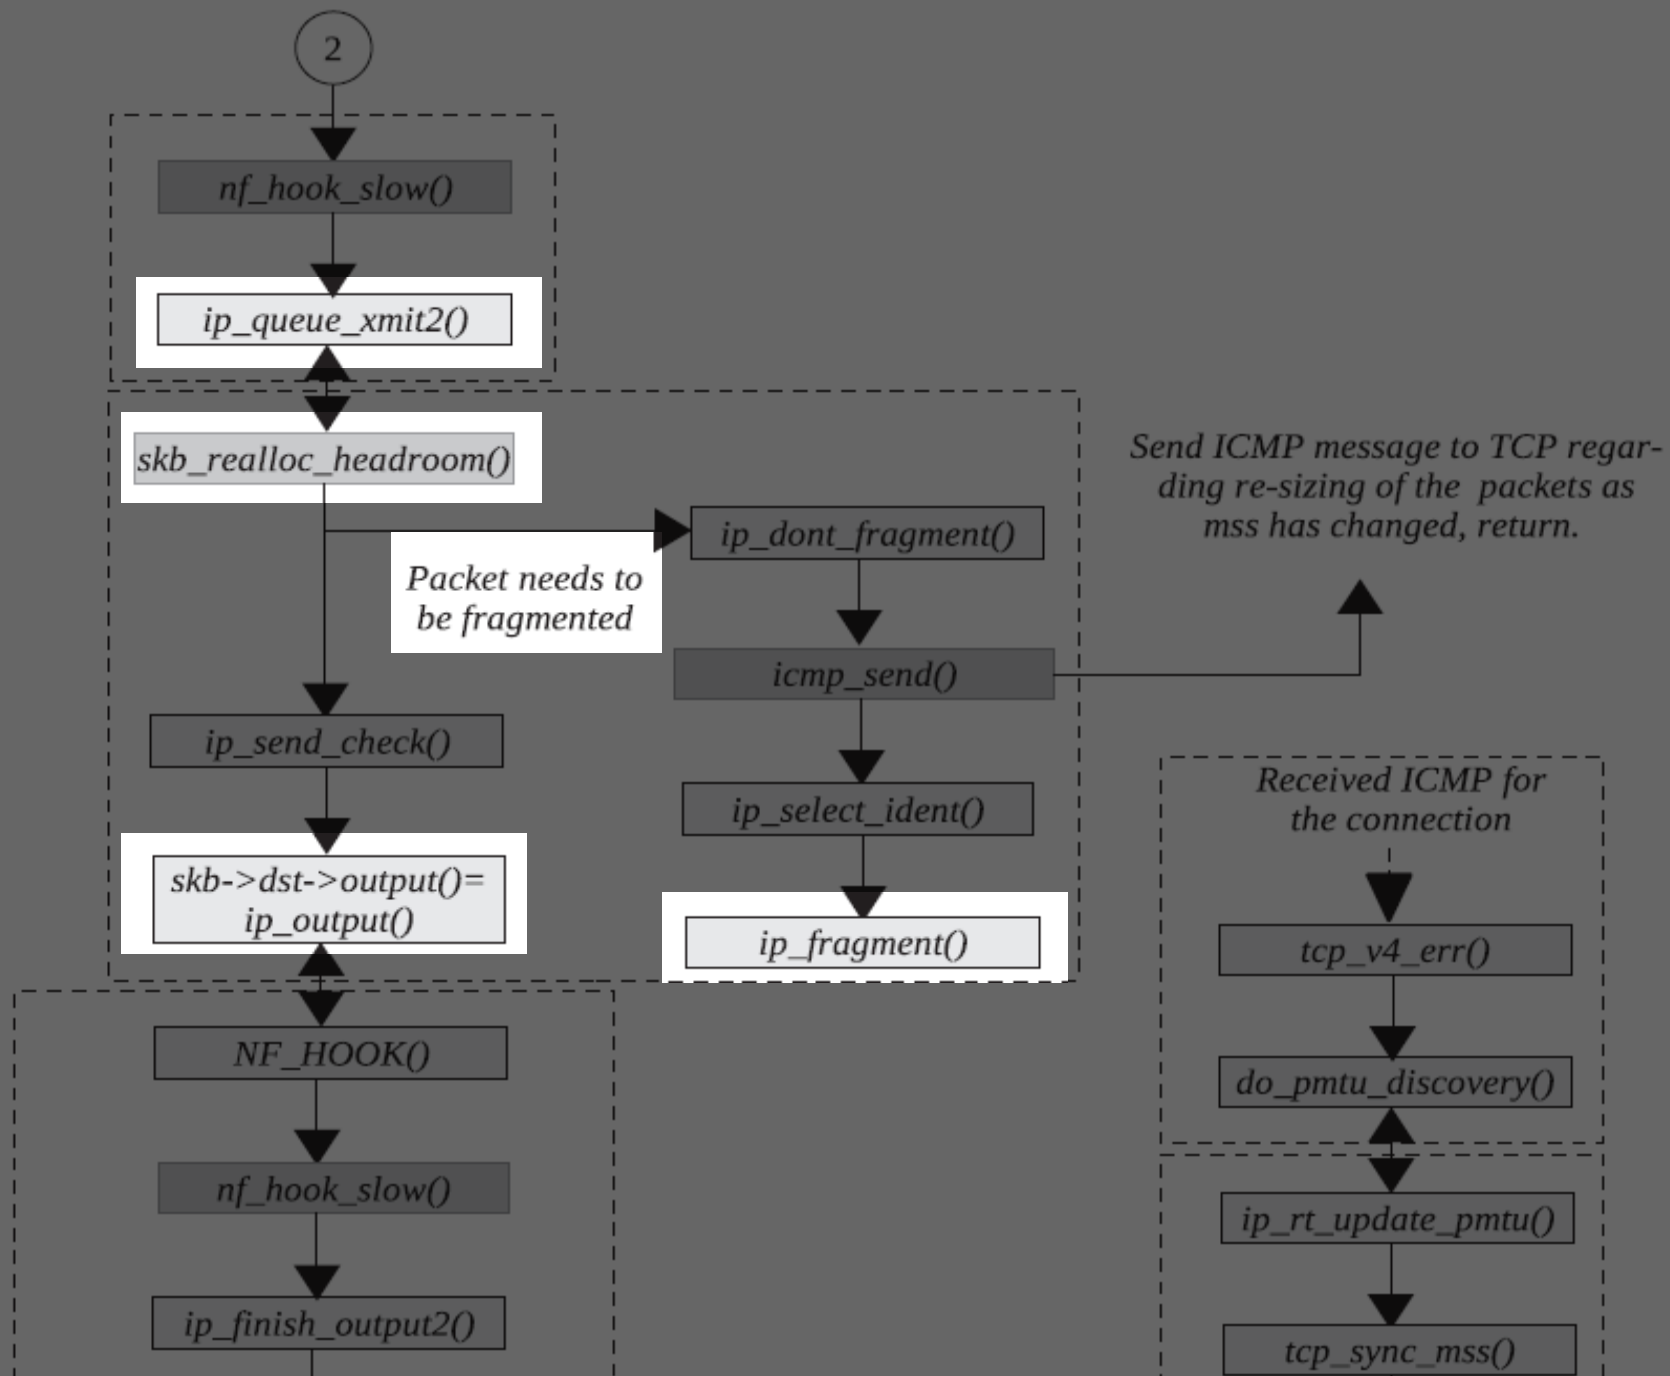 2
nf_hook_slow()
ip_queue_xmit2()
skb_realloc_headroom()
Packet needs to
be fragmented
ip_send_check()
skb->dst->output()=
ip_output()
ip_dont_fragment()
icmp_send()
ip_select_ident()
ip_fragment()
Send ICMP message to TCP regar-
ding re-sizing of the packets as
mss has changed, return.
NF_HOOK()
nf_hook_slow()
ip_finish_output2()
Received ICMP for
the connection
tcp_v4_err()
do_pmtu_discovery()
ip_rt_update_pmtu()
tcp_sync_mss()